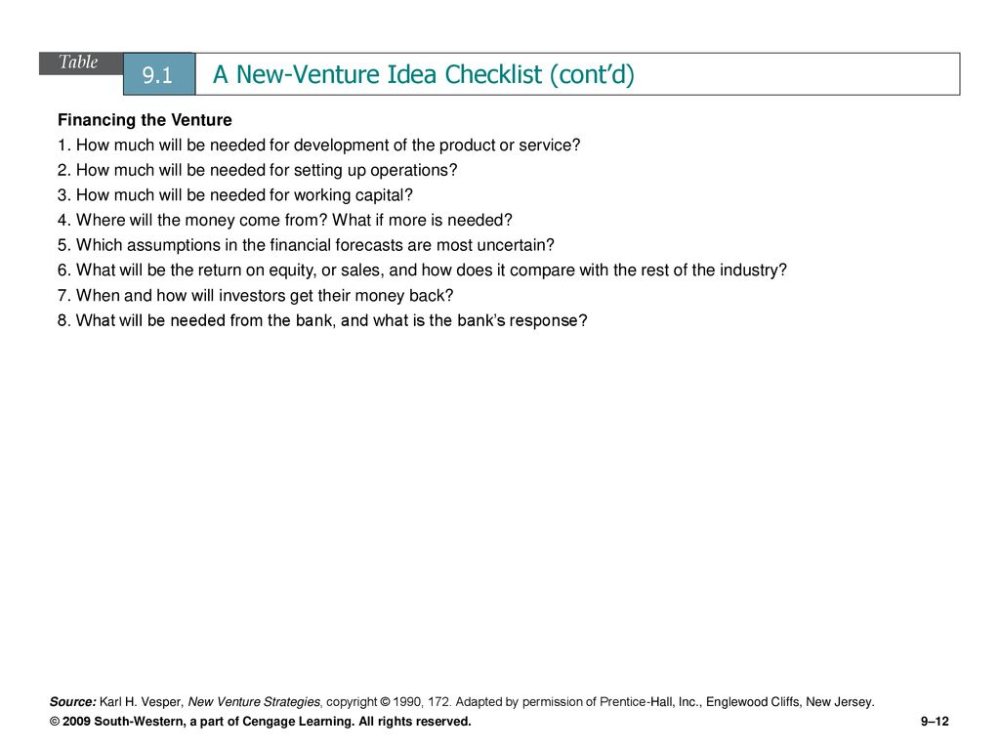 Table
9.1
A New-Venture Idea Checklist (cont’d)
Financing the Venture
1. How much will be needed for development of the product or service?
2. How much will be needed for setting up operations?
3. How much will be needed for working capital?
4. Where will the money come from? What if more is needed?
5. Which assumptions in the financial forecasts are most uncertain?
6. What will be the return on equity, or sales, and how does it compare with the rest of the industry?
7. When and how will investors get their money back?
8. What will be needed from the bank, and what is the bank’s response?
Source: Karl H. Vesper, New Venture Strategies, copyright © 1990, 172. Adapted by permission of Prentice-Hall, Inc., Englewood Cliffs, New Jersey.
© 2009 South-Western, a part of Cengage Learning. All rights reserved.
9–12